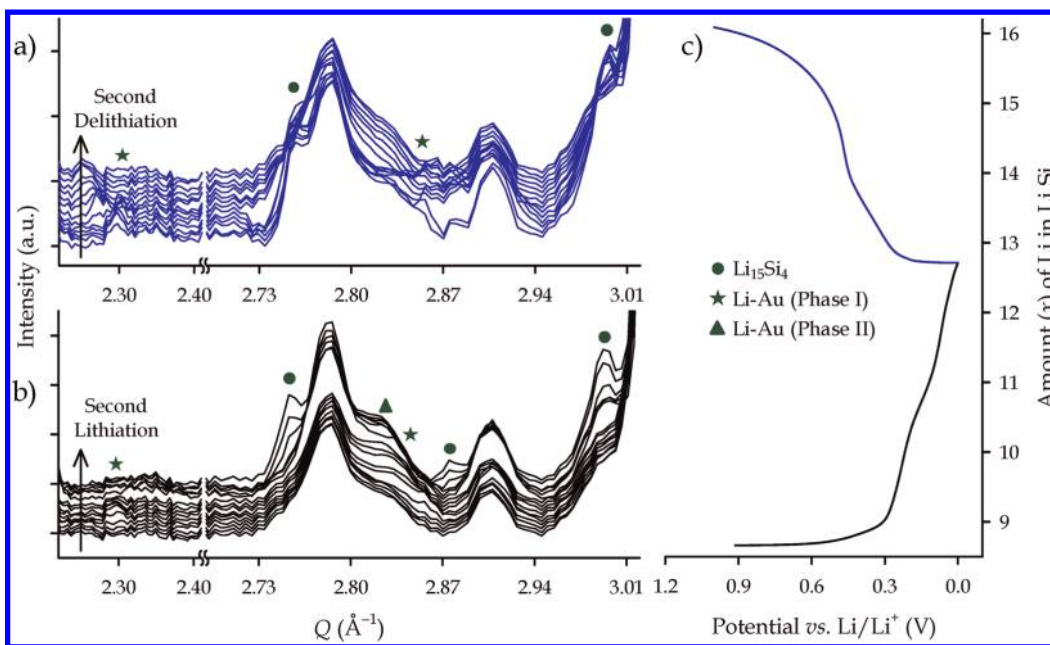 a)
Second
Delithiation
2.30
2.40
2.73
2.80
2.87
2.94
3.01
Intensity (a.u.)
b)
Second
Lithiation
2.30
2.40
2.73
2.80
2.87
2.94
3.01
Q (Å⁻¹)
Li₁₅Si₄
Li-Au (Phase I)
Li-Au (Phase II)
c)
16
15
14
13
12
11
10
9
Amount (x) of Li in LiₓSi
1.2
0.9
0.6
0.3
0.0
Potential vs. Li/Li⁺ (V)